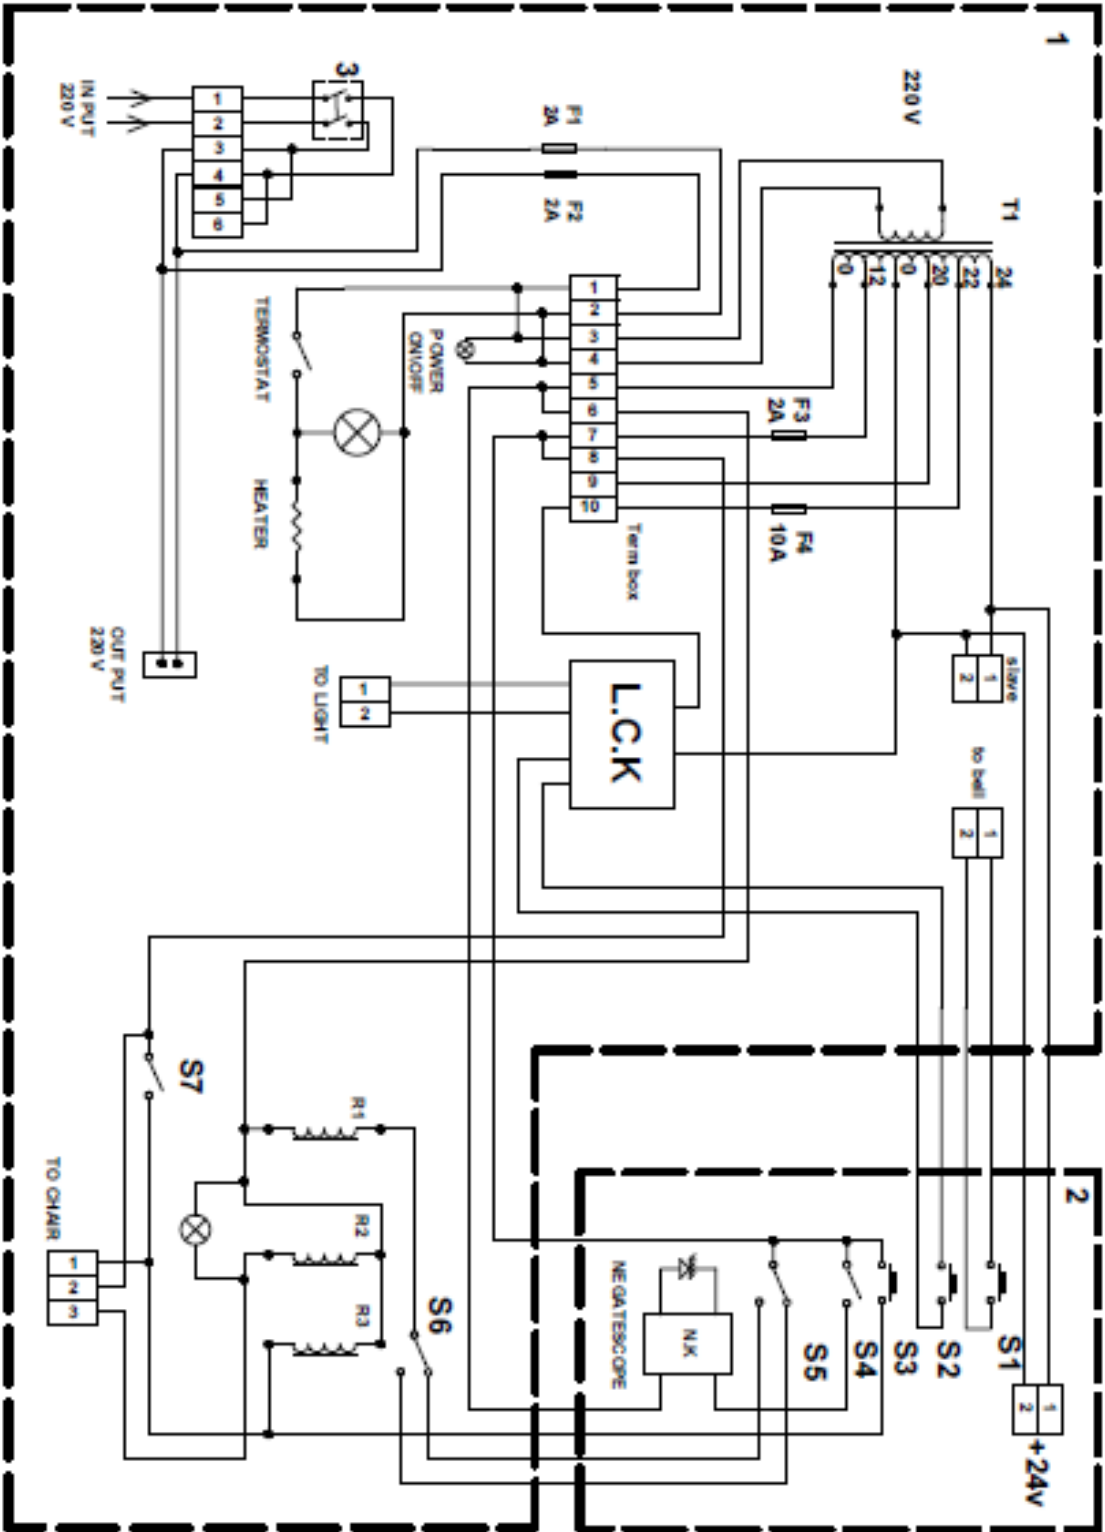 1
220 V
T1
0
12
0
20
22
24
3
IN PUT
220 V
1
2
3
4
5
6
F1
2A
F2
2A
1
2
3
4
5
6
7
8
9
10
Term box
F3
2A
F4
10A
TERMOSTAT
POWER
ON\OFF
HEATER
OUT PUT
220 V
TO LIGHT
1
2
L.C.K
slave
1
2
to bell
1
2
S7
R1
R2
R3
S6
TO CHAIR
1
2
3
2
NEGATESCOPE
N.K
S5
S4
S3
S2
S1
1
2
+24v